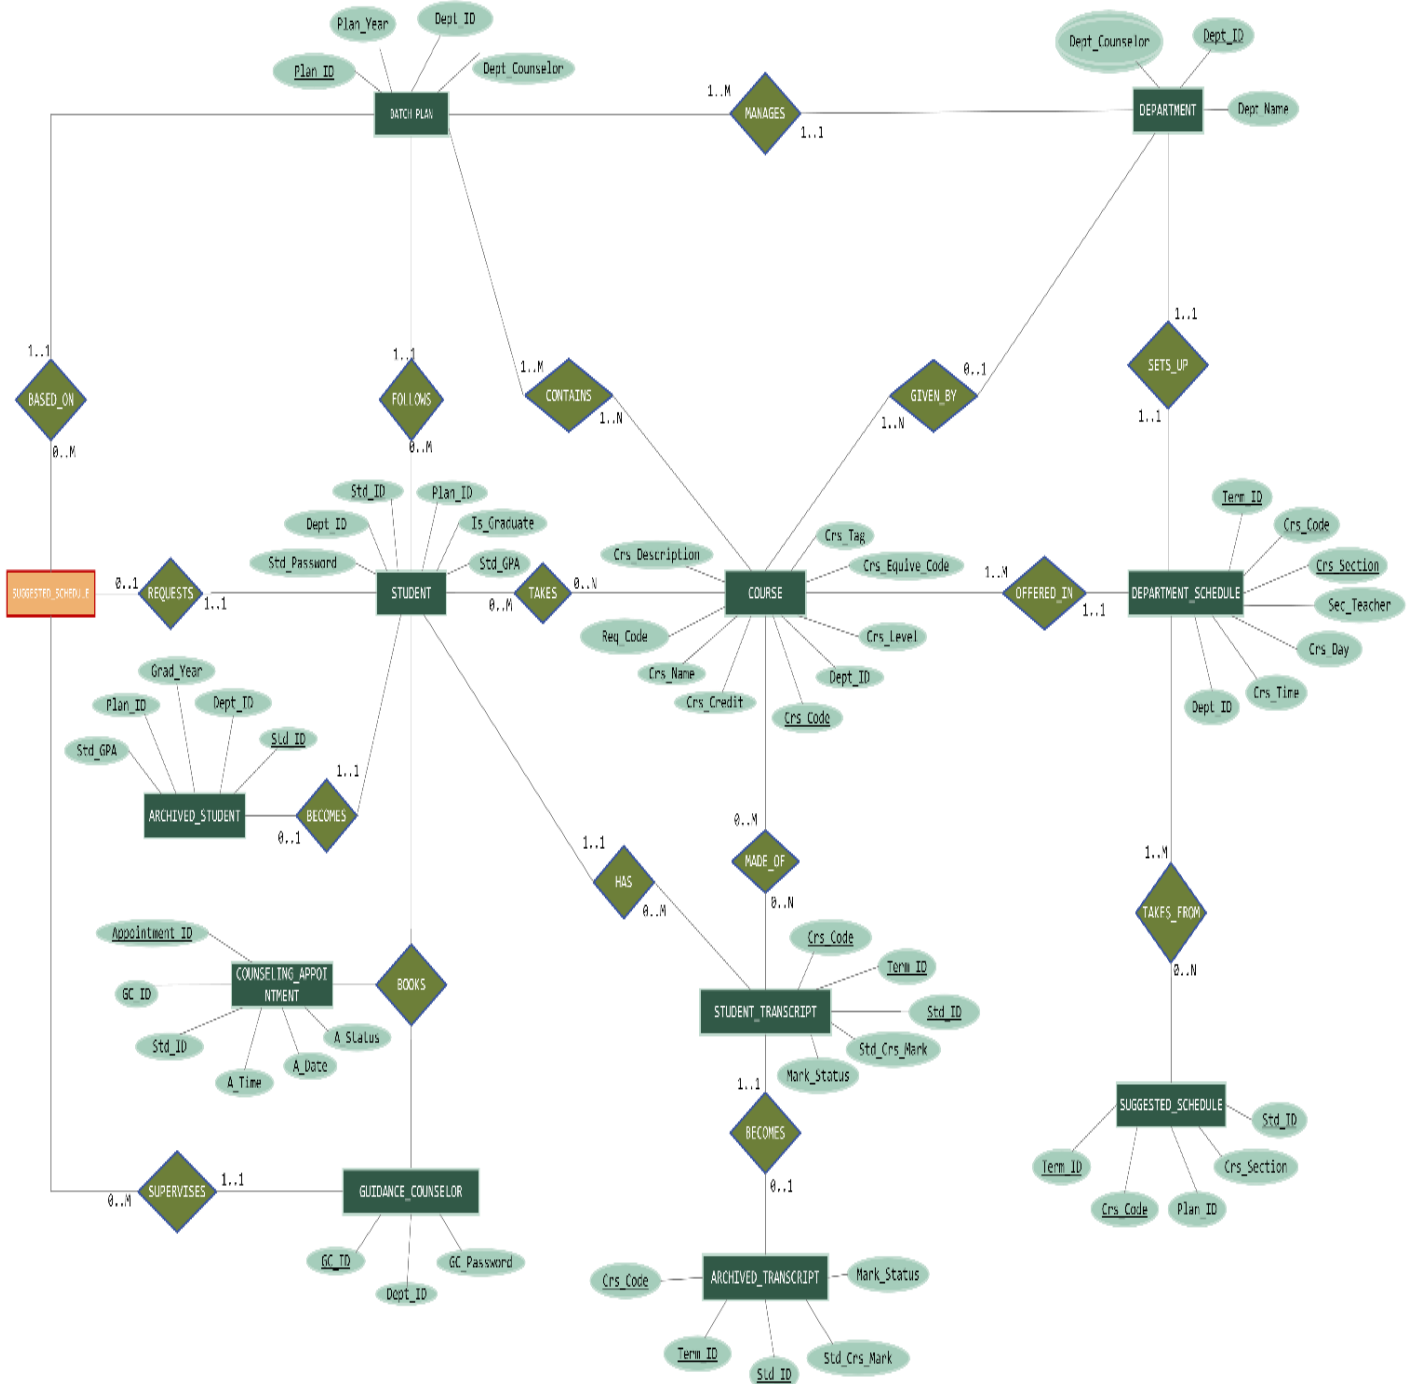 Plan_Year
Dept_ID
Plan_ID
Dept_Counselor
BATCH PLAN
1..M
MANAGES
1..1
Dept_Counselor
Dept_ID
DEPARTMENT
Dept_Name
1..1
BASED_ON
0..M
1..1
FOLLOWS
0..M
1..M
CONTAINS
1..N
0..1
GIVEN_BY
1..N
1..1
SETS_UP
1..1
Std_ID
Plan_ID
Dept_ID
Is_Graduate
Std_Password
Std_GPA
SUGGESTED_SCHEDULE
0..1
REQUESTS
1..1
STUDENT
0..M
TAKES
0..N
Crs_Tag
Crs_Description
Crs_Equive_Code
COURSE
Req_Code
Crs_Level
Crs_Name
Dept_ID
Crs_Credit
Crs_Code
1..M
OFFERED_IN
1..1
Term_ID
Crs_Code
Crs_Section
DEPARTMENT_SCHEDULE
Sec_Teacher
Crs_Day
Crs_Time
Dept_ID
Grad_Year
Plan_ID
Dept_ID
Std_GPA
Std_ID
ARCHIVED_STUDENT
1..1
BECOMES
0..1
1..1
HAS
0..M
0..M
MADE_OF
0..N
1..M
TAKES_FROM
0..N
Appointment_ID
COUNSELING_APPOI
NTMENT
GC_ID
Std_ID
A_Time
A_Date
A_Status
BOOKS
Crs_Code
Term_ID
STUDENT_TRANSCRIPT
Std_ID
Std_Crs_Mark
Mark_Status
1..1
BECOMES
0..1
SUGGESTED_SCHEDULE
Std_ID
Term_ID
Crs_Section
Crs_Code
Plan_ID
0..M
SUPERVISES
1..1
GUIDANCE_COUNSELOR
GC_ID
GC_Password
Dept_ID
Crs_Code
ARCHIVED_TRANSCRIPT
Mark_Status
Term_ID
Std_ID
Std_Crs_Mark